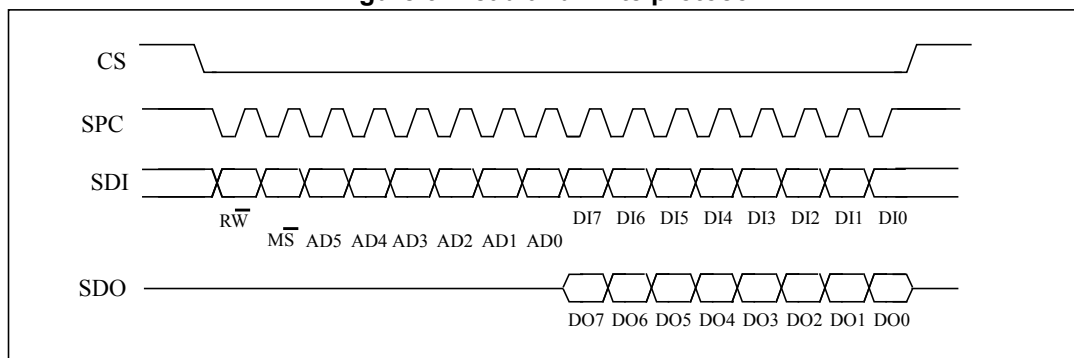 CS
SPC
SDI
RW̅
DI7 DI6 DI5 DI4 DI3 DI2 DI1 DI0
MS̅ AD5 AD4 AD3 AD2 AD1 AD0
SDO
DO7 DO6 DO5 DO4 DO3 DO2 DO1 DO0